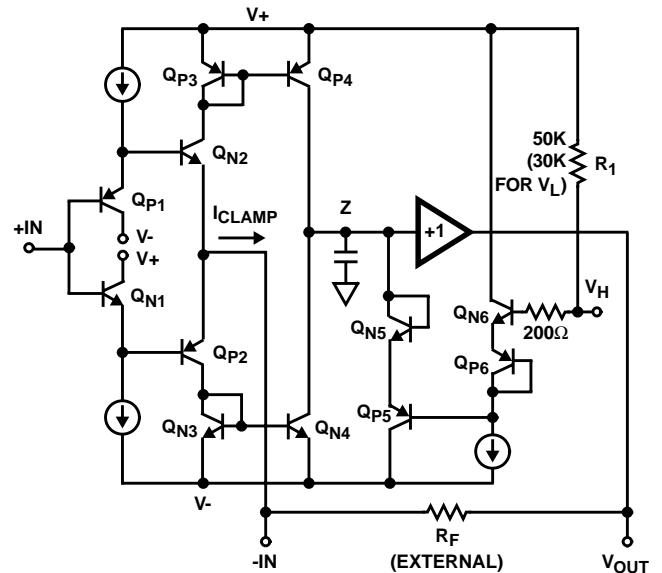 V+
QP3
QP4
QN2
50K
(30K
FOR VL)
R1
QP1
+IN
ICLAMP
Z
+1
V-
V+
QN1
VH
QN6
200Ω
QN5
QP2
QP6
QP5
QN3
QN4
V-
-IN
RF
(EXTERNAL)
VOUT